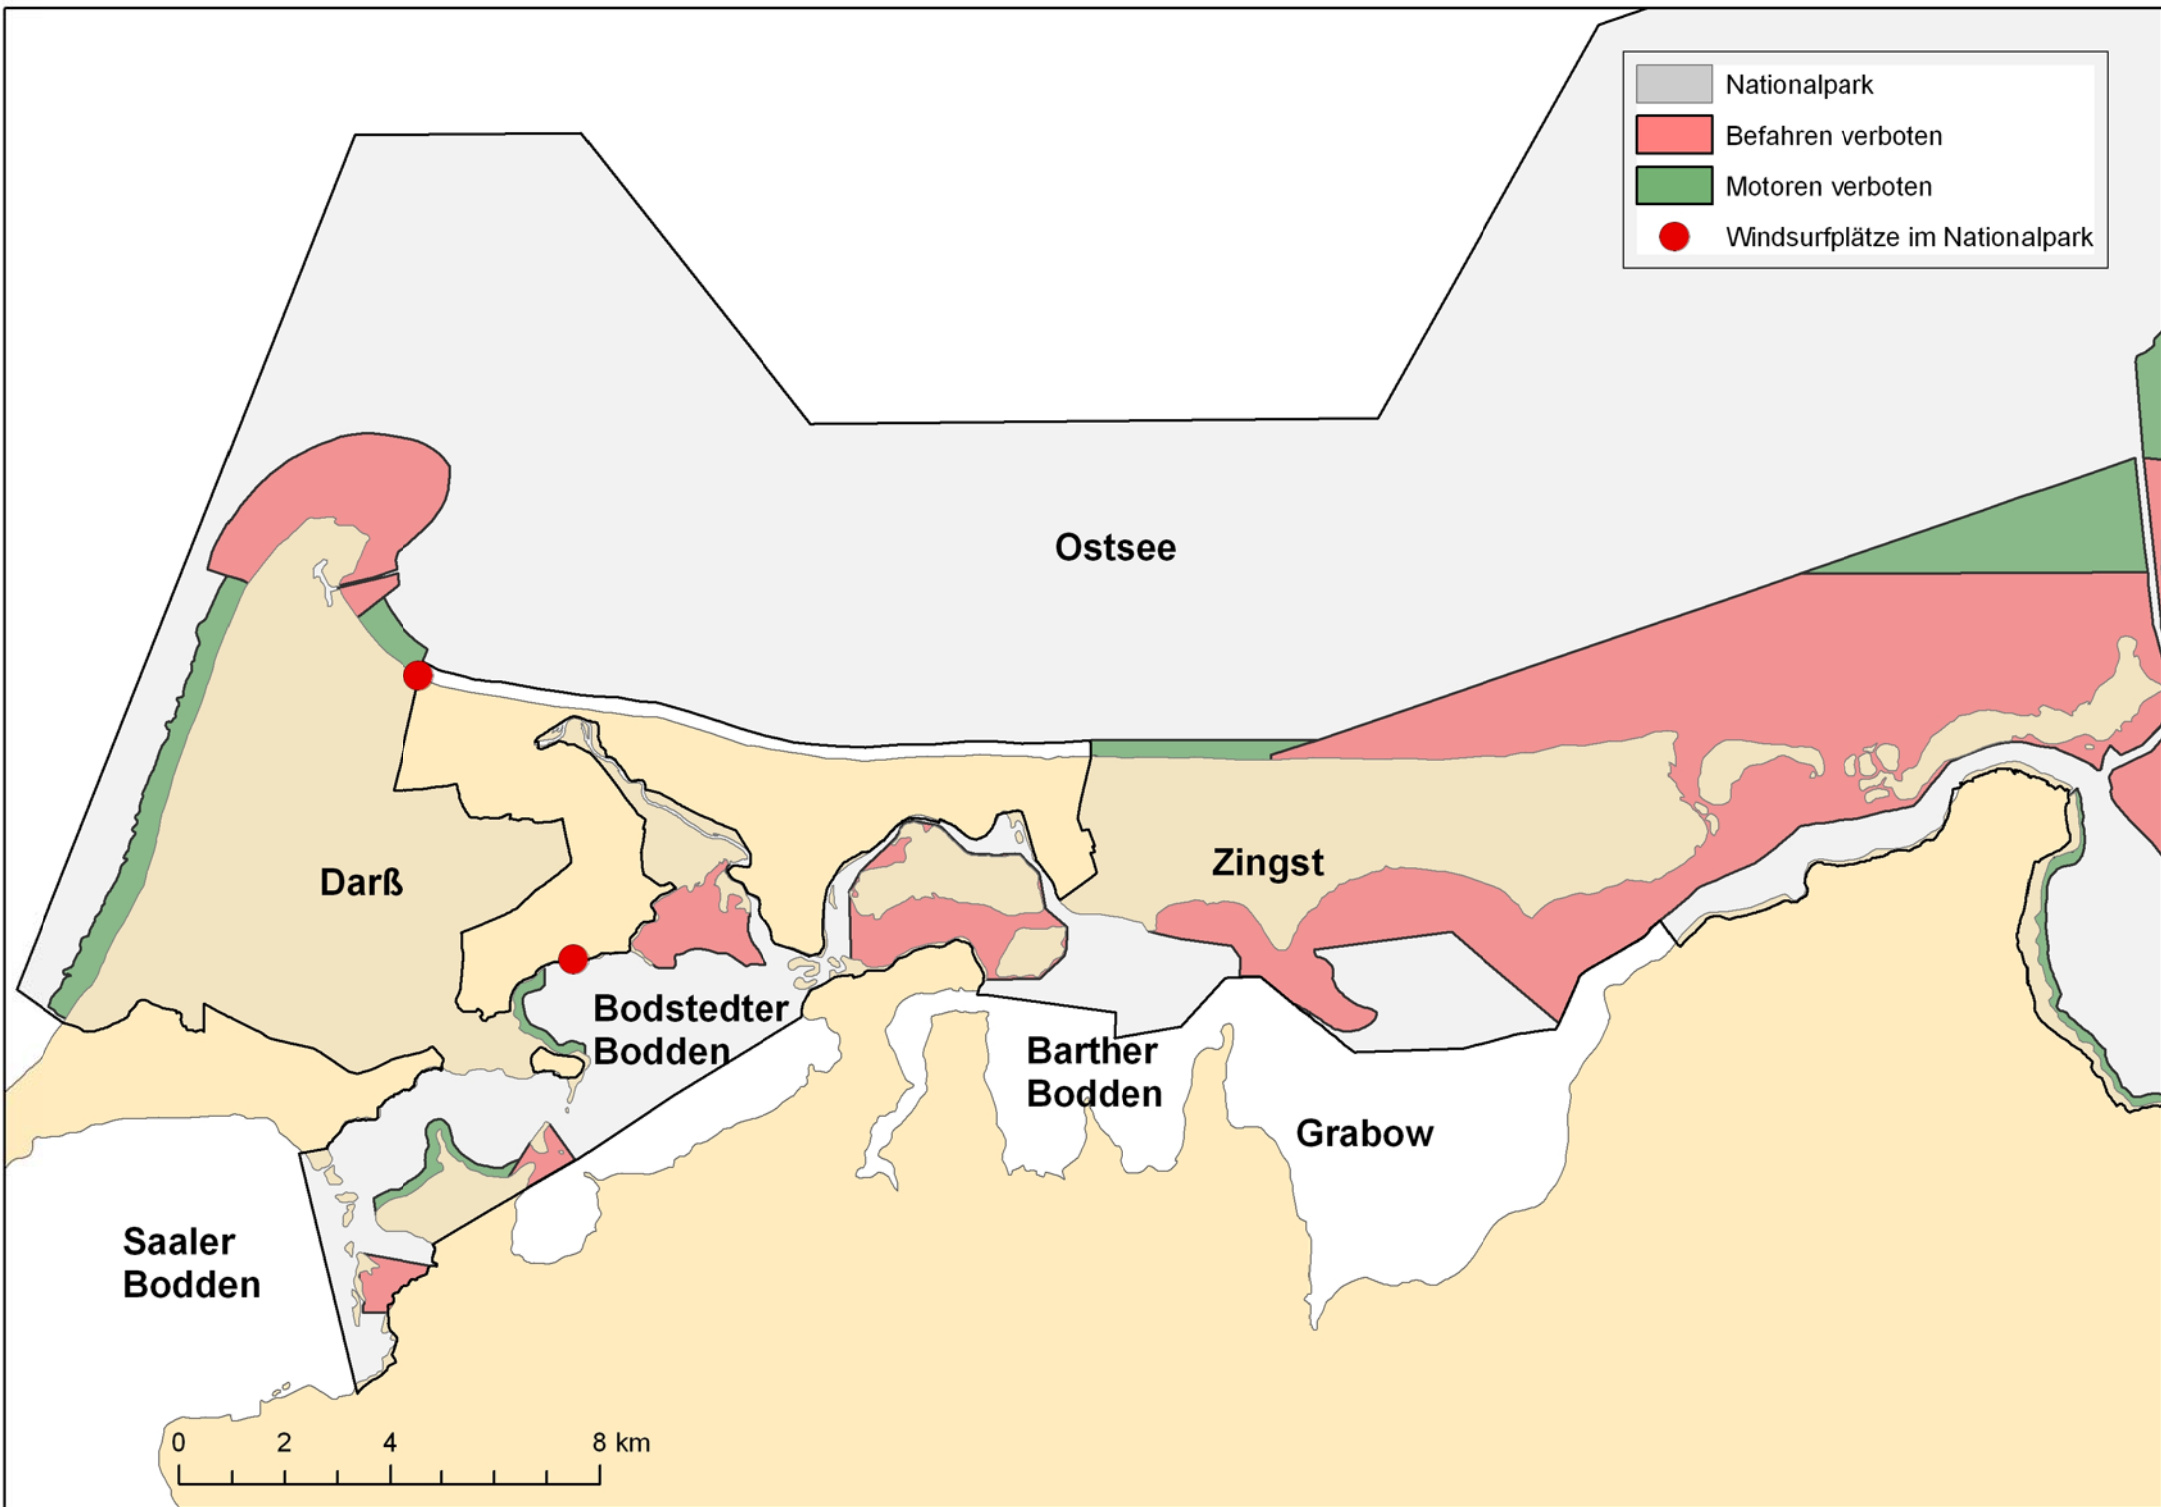 Nationalpark
Befahren verboten
Motoren verboten
Windsurfplätze im Nationalpark
Ostsee
Darß
Zingst
Bodstedter
Bodden
Barther
Bodden
Grabow
Saaler
Bodden
0 2 4 8 km